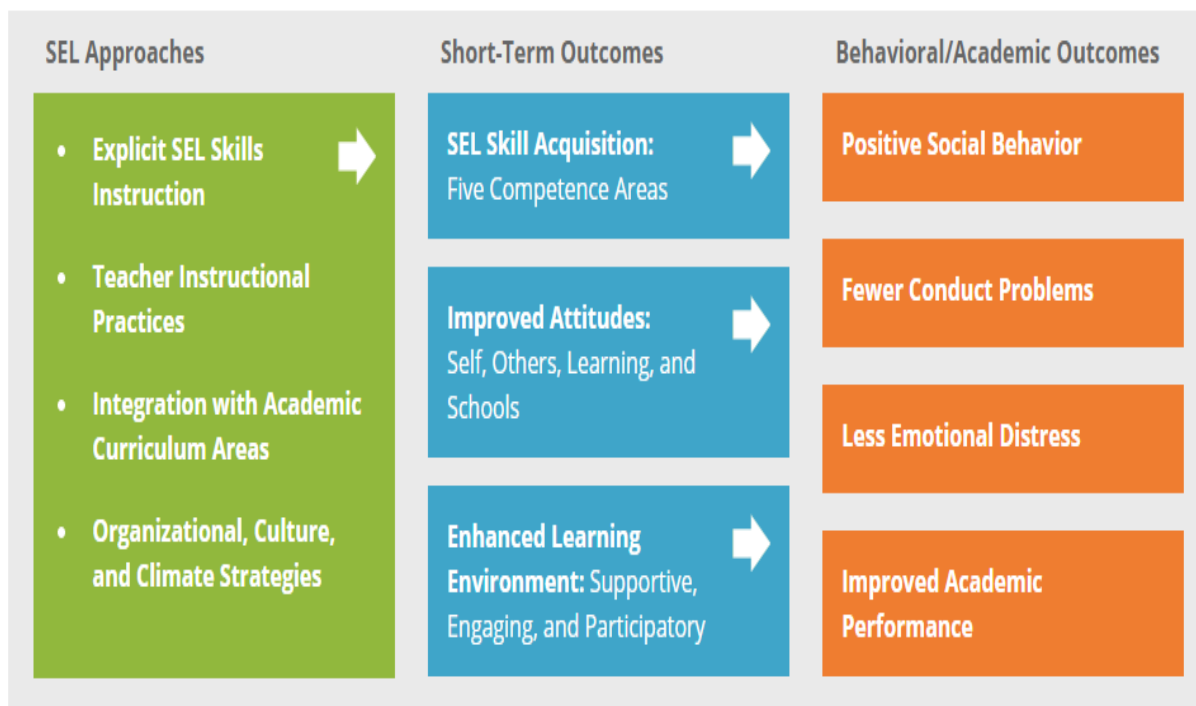 SEL Approaches
• Explicit SEL Skills
Instruction
• Teacher Instructional
Practices
• Integration with Academic
Curriculum Areas
• Organizational, Culture,
and Climate Strategies
Short-Term Outcomes
SEL Skill Acquisition:
Five Competence Areas
Improved Attitudes:
Self, Others, Learning, and
Schools
Enhanced Learning
Environment: Supportive,
Engaging, and Participatory
Behavioral/Academic Outcomes
Positive Social Behavior
Fewer Conduct Problems
Less Emotional Distress
Improved Academic
Performance